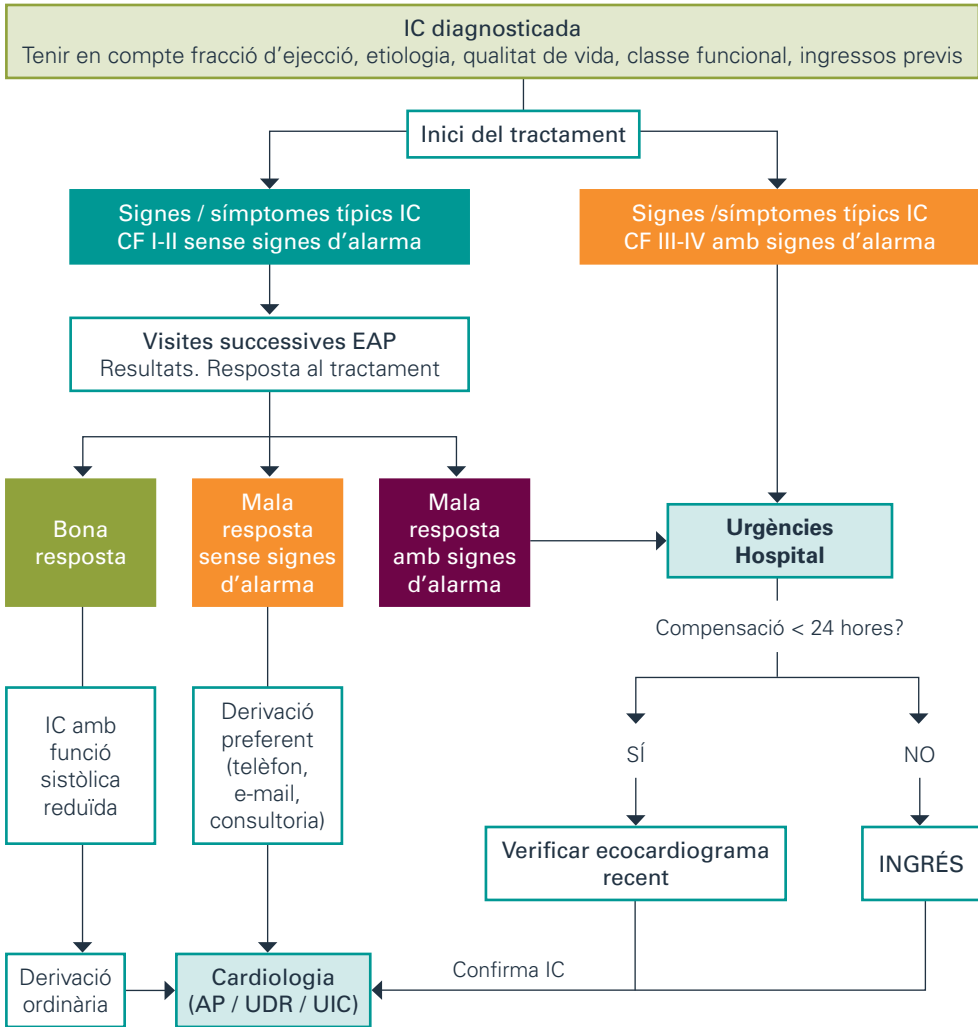 IC diagnosticada
Tenir en compte fracció d'ejecció, etiologia, qualitat de vida, classe funcional, ingressos previs
Inici del tractament
Signes / símptomes típics IC
CF I-II sense signes d'alarma
Signes /símptomes típics IC
CF III-IV amb signes d'alarma
Visites successives EAP
Resultats. Resposta al tractament
Bona
resposta
Mala
resposta
sense signes
d'alarma
Mala
resposta
amb signes
d'alarma
Urgències
Hospital
Compensació < 24 hores?
IC amb
funció
sistòlica
reduïda
Derivació
preferent
(telèfon,
e-mail,
consultoria)
SÍ
NO
Verificar ecocardiograma
recent
INGRÉS
Derivació
ordinària
Cardiologia
(AP / UDR / UIC)
Confirma IC